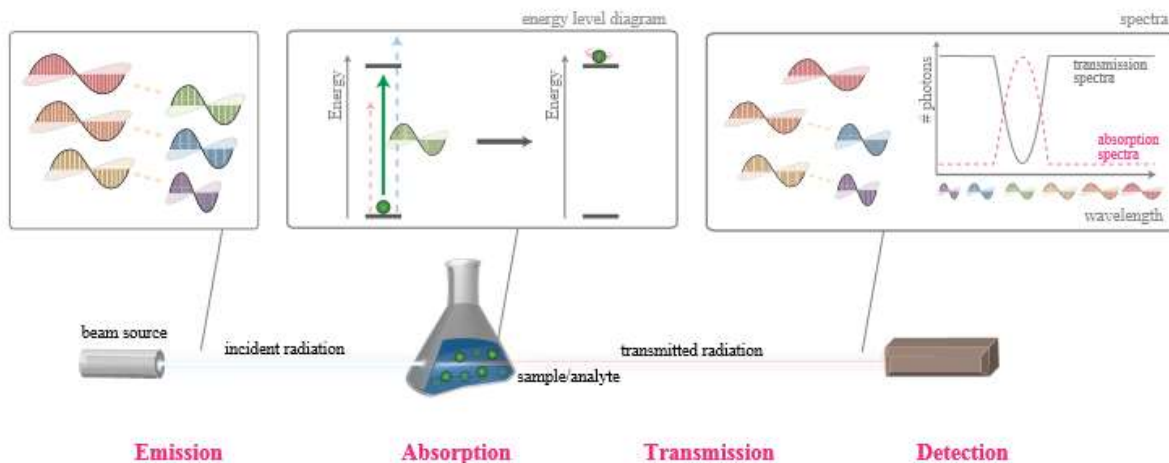 energy level diagram
spectra
Energy
Energy
# photons
transmission
spectra
absorption
spectra
wavelength
beam source
incident radiation
transmitted radiation
sample/analyte
Emission
Absorption
Transmission
Detection